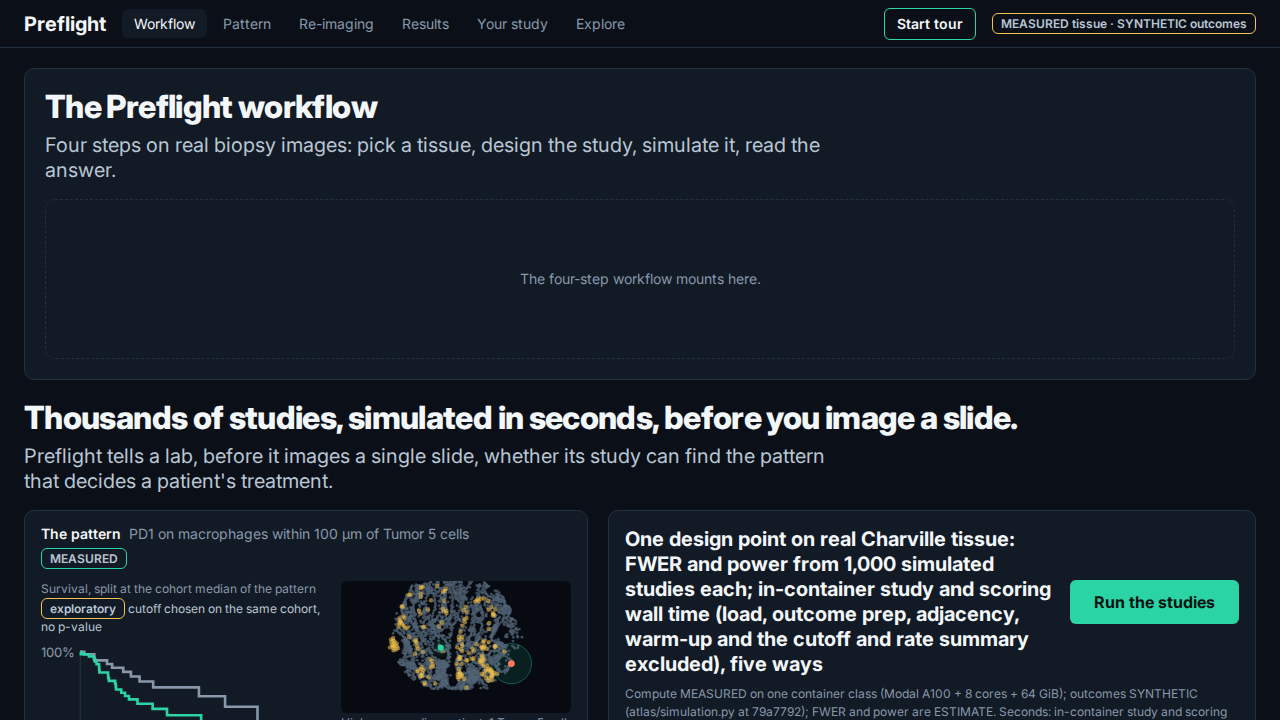 Preflight
Workflow
Pattern
Re-imaging
Results
Your study
Explore
Start tour
MEASURED tissue · SYNTHETIC outcomes
The Preflight workflow
Four steps on real biopsy images: pick a tissue, design the study, simulate it, read the
answer.
The four-step workflow mounts here.
Thousands of studies, simulated in seconds, before you image a slide.
Preflight tells a lab, before it images a single slide, whether its study can find the pattern
that decides a patient's treatment.
The pattern PD1 on macrophages within 100 µm of Tumor 5 cells
MEASURED
Survival, split at the cohort median of the pattern
exploratory cutoff chosen on the same cohort,
no p-value
100%
One design point on real Charville tissue:
FWER and power from 1,000 simulated
studies each; in-container study and scoring
wall time (load, outcome prep, adjacency,
warm-up and the cutoff and rate summary
excluded), five ways
Run the studies
Compute MEASURED on one container class (Modal A100 + 8 cores + 64 GiB); outcomes SYNTHETIC
(atlas/simulation.py at 79a7792); FWER and power are ESTIMATE. Seconds: in-container study and scoring